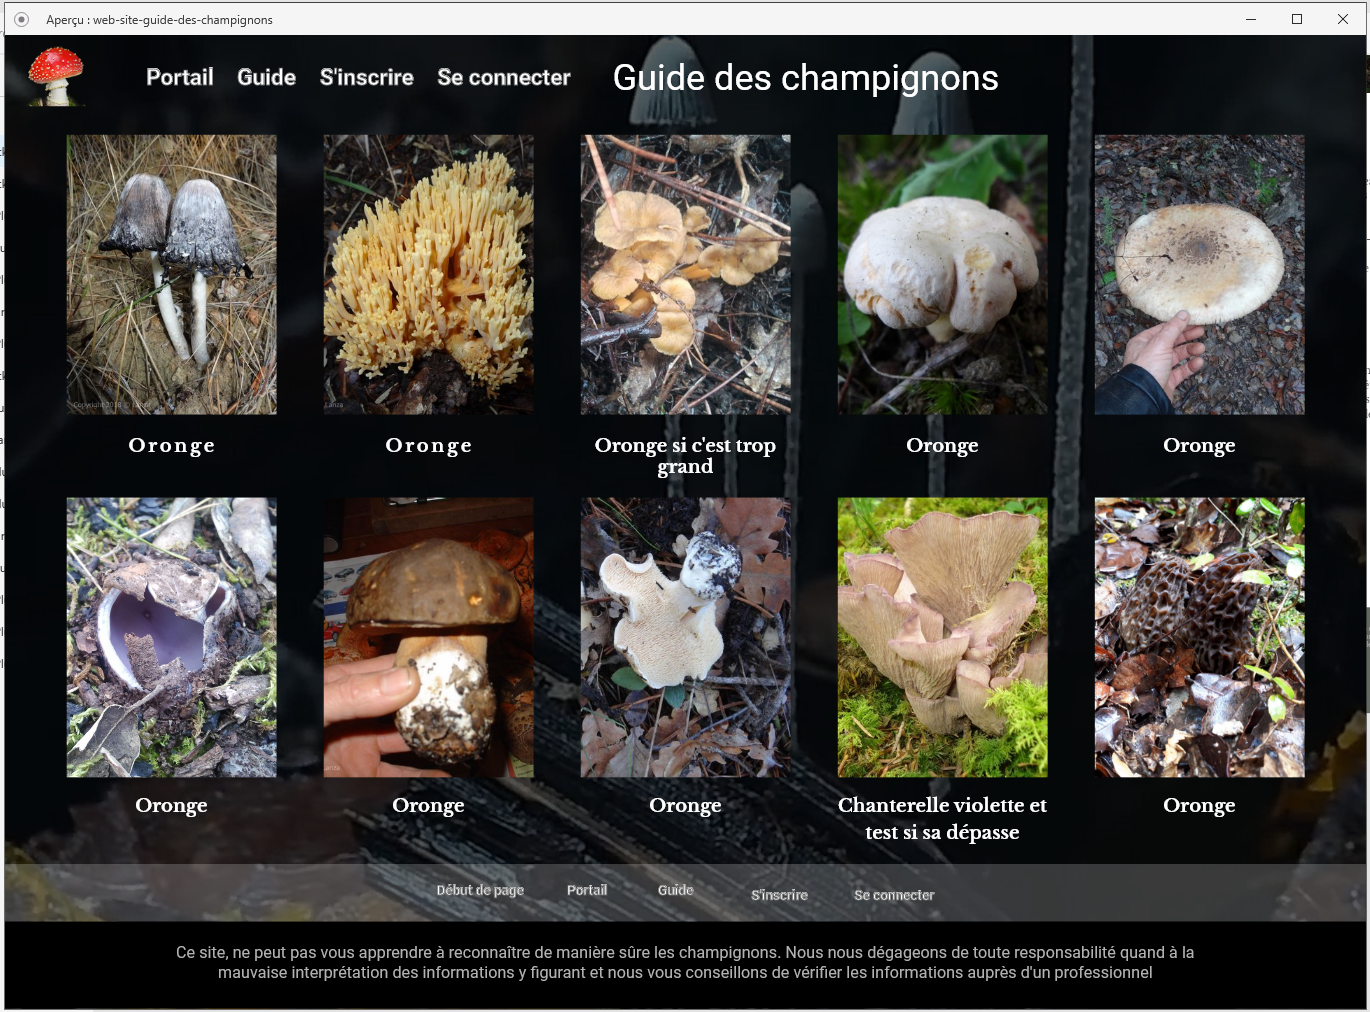 Aperçu : web-site-guide-des-champignons
Portail Guide S'inscrire Se connecter Guide des champignons
Oronge Oronge Oronge si c'est trop Oronge Oronge
grand
Lanza
Oronge Oronge Oronge Chanterelle violette et Oronge
test si sa dépasse
Début de page Portail Guide S'inscrire Se connecter
Ce site, ne peut pas vous apprendre à reconnaître de manière sûre les champignons. Nous nous dégageons de toute responsabilité quand à la
mauvaise interprétation des informations y figurant et nous vous conseillons de vérifier les informations auprès d'un professionnel